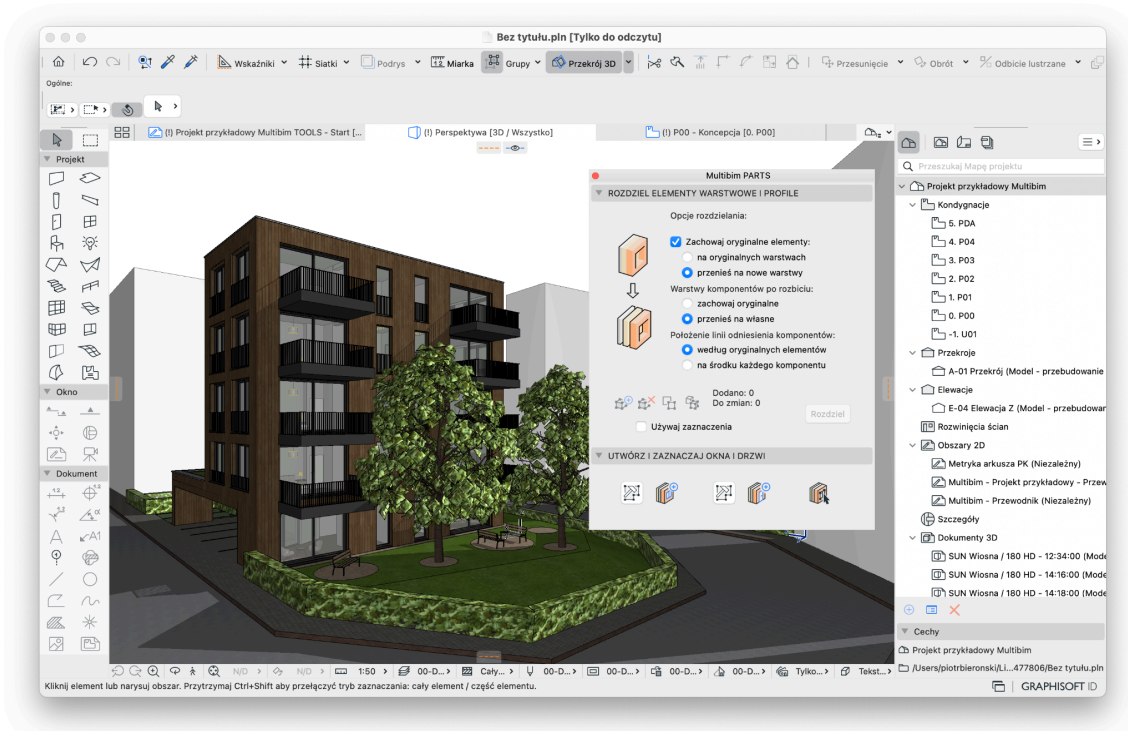 Bez tytułu.pln [Tylko do odczytu]
Wskaźniki
Siatki
Podrys
Miarka
Grupy
Przekrój 3D
Przesunięcie
Obrót
Odbicie lustrzane
Ogólne:
(!) Projekt przykładowy Multibim TOOLS - Start [...
(!) Perspektywa [3D / Wszystko]
(!) P00 - Koncepcja [0. P00]
Projekt
Okno
Dokument
Multibim PARTS
ROZDZIEL ELEMENTY WARSTWOWE I PROFILE
Opcje rozdzielania:
Zachowaj oryginalne elementy:
na oryginalnych warstwach
przenieś na nowe warstwy
Warstwy komponentów po rozbiciu:
zachowaj oryginalne
przenieś na własne
Położenie linii odniesienia komponentów:
według oryginalnych elementów
na środku każdego komponentu
Dodano: 0
Do zmian: 0
Rozdziel
Używaj zaznaczenia
UTWÓRZ I ZAZNACZAJ OKNA I DRZWI
Przeszukaj Mapę projektu
Projekt przykładowy Multibim
Kondygnacje
5. PDA
4. P04
3. P03
2. P02
1. P01
0. P00
-1. U01
Przekroje
A-01 Przekrój (Model - przebudowanie
Elewacje
E-04 Elewacja Z (Model - przebudowar
Rozwinięcia ścian
Obszary 2D
Metryka arkusza PK (Niezależny)
Multibim - Projekt przykładowy - Przew
Multibim - Przewodnik (Niezależny)
Szczegóły
Dokumenty 3D
SUN Wiosna / 180 HD - 12:34:00 (Mode
SUN Wiosna / 180 HD - 14:16:00 (Mode
SUN Wiosna / 180 HD - 14:18:00 (Mode
Cechy
Projekt przykładowy Multibim
/Users/piotrbieronski/Li...477806/Bez tytułu.pln
N/D
N/D
1:50
00-D...
Cały...
00-D...
00-D...
00-D...
00-D...
Tylko...
Tekst...
Kliknij element lub narysuj obszar. Przytrzymaj Ctrl+Shift aby przełączyć tryb zaznaczania: cały element / część elementu.
GRAPHISOFT ID